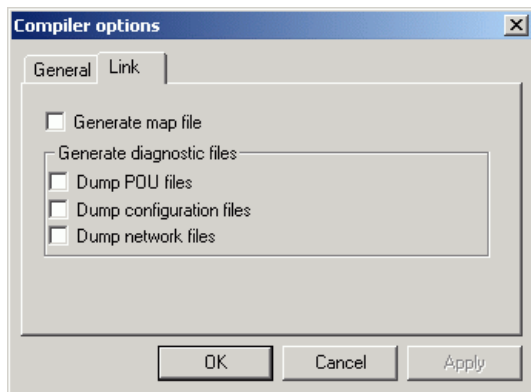 Compiler options
General Link
Generate map file
Generate diagnostic files
Dump POU files
Dump configuration files
Dump network files
OK Cancel Apply